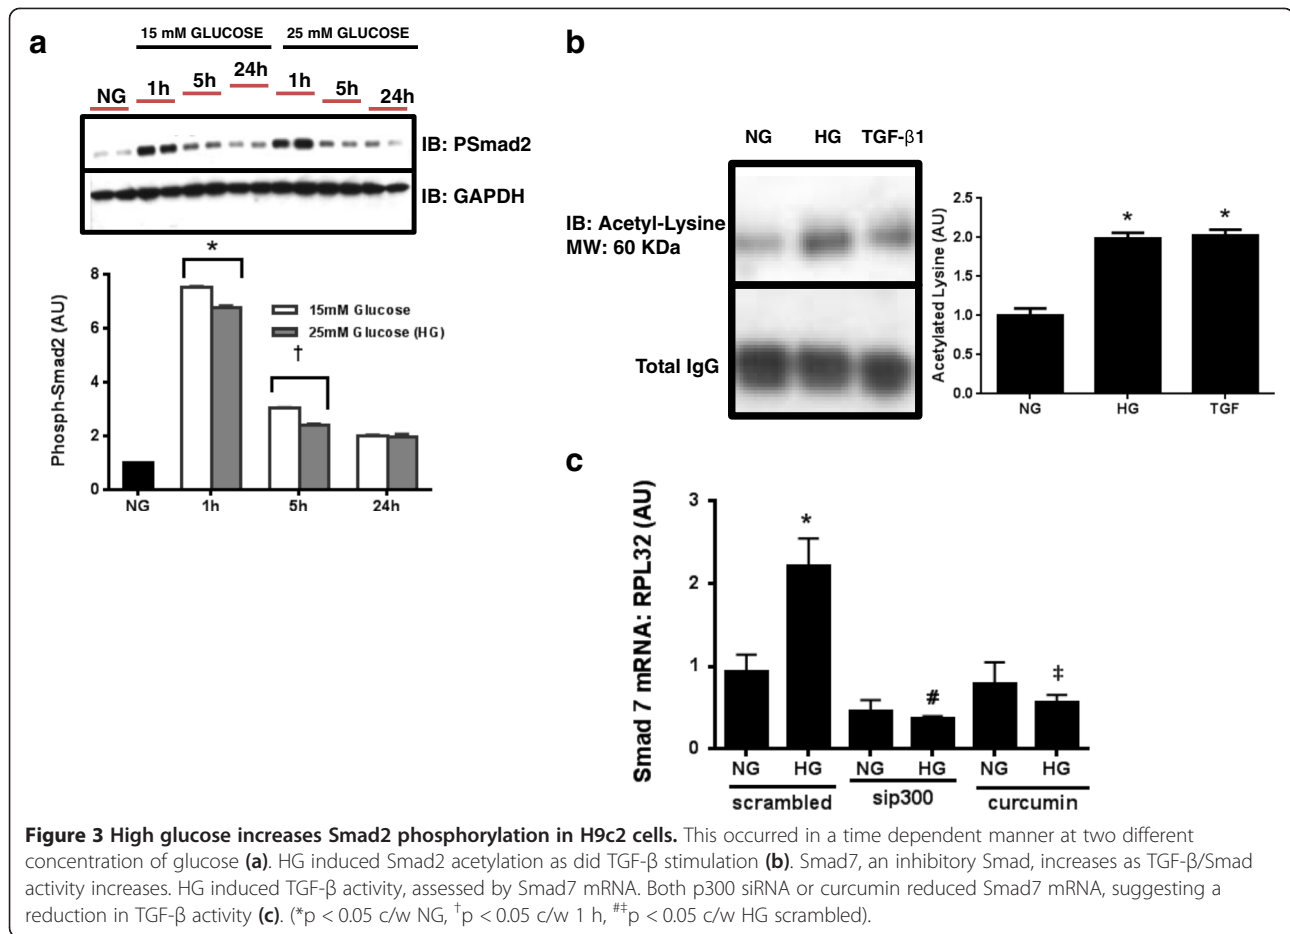 a
15 mM GLUCOSE 25 mM GLUCOSE
NG 1h 5h 24h 1h 5h 24h
IB: PSmad2
IB: GAPDH
*
Phosph-Smad2 (AU)
8
6
4
2
0
15mM Glucose
25mM Glucose (HG)
†
NG 1h 5h 24h
b
NG HG TGF-β1
IB: Acetyl-Lysine
MW: 60 KDa
Total IgG
Acetylated Lysine (AU)
2.5
2.0
1.5
1.0
0.5
0.0
* *
NG HG TGF
c
Smad 7 mRNA: RPL32 (AU)
3
2
1
0
*
#
‡
NG HG NG HG NG HG
scrambled sip300 curcumin
Figure 3 High glucose increases Smad2 phosphorylation in H9c2 cells. This occurred in a time dependent manner at two different
concentration of glucose (a). HG induced Smad2 acetylation as did TGF-β stimulation (b). Smad7, an inhibitory Smad, increases as TGF-β/Smad
activity increases. HG induced TGF-β activity, assessed by Smad7 mRNA. Both p300 siRNA or curcumin reduced Smad7 mRNA, suggesting a
reduction in TGF-β activity (c). (*p < 0.05 c/w NG, †p < 0.05 c/w 1 h, #‡p < 0.05 c/w HG scrambled).